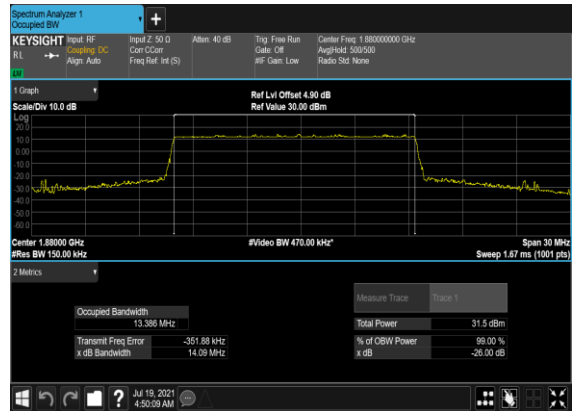 Spectrum Analyzer 1
Occupied BW
+
KEYSIGHT
Input: RF
Input Z: 50 Ω
Atten: 40 dB
Trig: Free Run
Center Freq: 1.880000000 GHz
RL
Coupling: DC
Corr CCorr
Gate: Off
Avg|Hold: 500/500
Align: Auto
Freq Ref: Int (S)
#IF Gain: Low
Radio Std: None
1 Graph
Ref Lvl Offset 4.90 dB
Scale/Div 10.0 dB
Ref Value 30.00 dBm
Log
20.0
10.0
0.00
-10.0
-20.0
-30.0
-40.0
-50.0
-60.0
Center 1.88000 GHz
#Video BW 470.00 kHz*
Span 30 MHz
#Res BW 150.00 kHz
Sweep 1.67 ms (1001 pts)
2 Metrics
Measure Trace
Trace 1
Occupied Bandwidth
13.386 MHz
Total Power
31.5 dBm
Transmit Freq Error
-351.88 kHz
% of OBW Power
99.00 %
x dB Bandwidth
14.09 MHz
x dB
-26.00 dB
?
Jul 19, 2021
4:50:09 AM